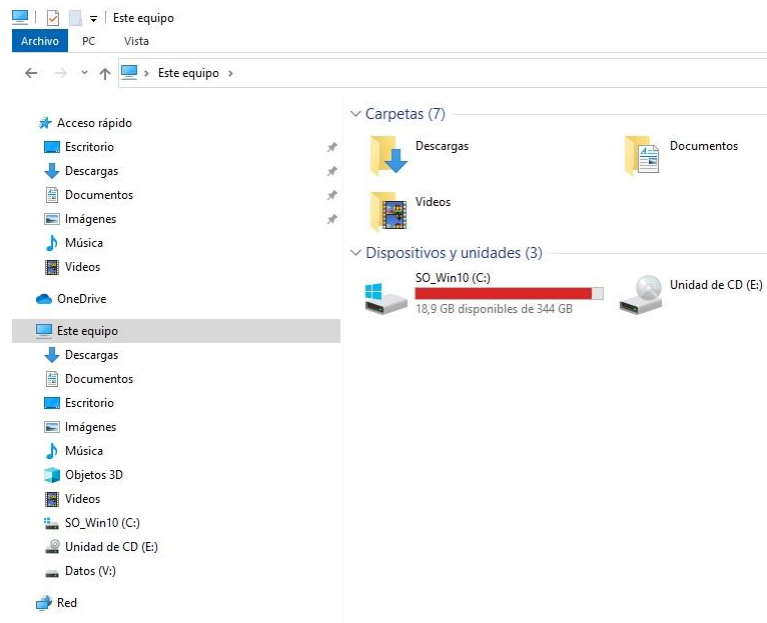 Este equipo
Archivo PC Vista
Este equipo
Acceso rápido
Escritorio
Descargas
Documentos
Imágenes
Música
Videos
OneDrive
Este equipo
Descargas
Documentos
Escritorio
Imágenes
Música
Objetos 3D
Videos
SO_Win10 (C:)
Unidad de CD (E:)
Datos (V:)
Red
Carpetas (7)
Descargas
Documentos
Videos
Dispositivos y unidades (3)
SO_Win10 (C:)
18,9 GB disponibles de 344 GB
Unidad de CD (E:)